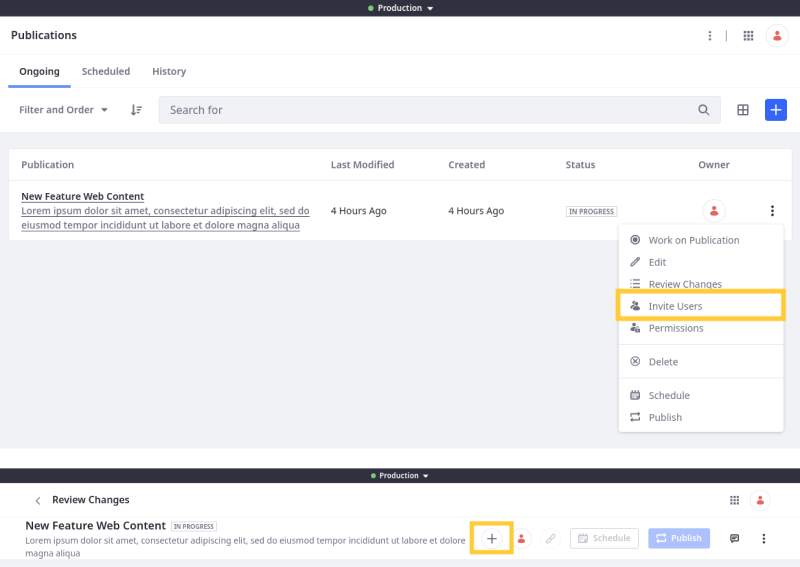 Production
Publications
Ongoing Scheduled History
Filter and Order Search for
Publication Last Modified Created Status Owner
New Feature Web Content
Lorem ipsum dolor sit amet, consectetur adipiscing elit, sed do
eiusmod tempor incididunt ut labore et dolore magna aliqua
4 Hours Ago 4 Hours Ago IN PROGRESS
Work on Publication
Edit
Review Changes
Invite Users
Permissions
Delete
Schedule
Publish
Production
Review Changes
New Feature Web Content IN PROGRESS
Lorem ipsum dolor sit amet, consectetur adipiscing elit, sed do eiusmod tempor incididunt ut labore et dolore
magna aliqua
Schedule Publish